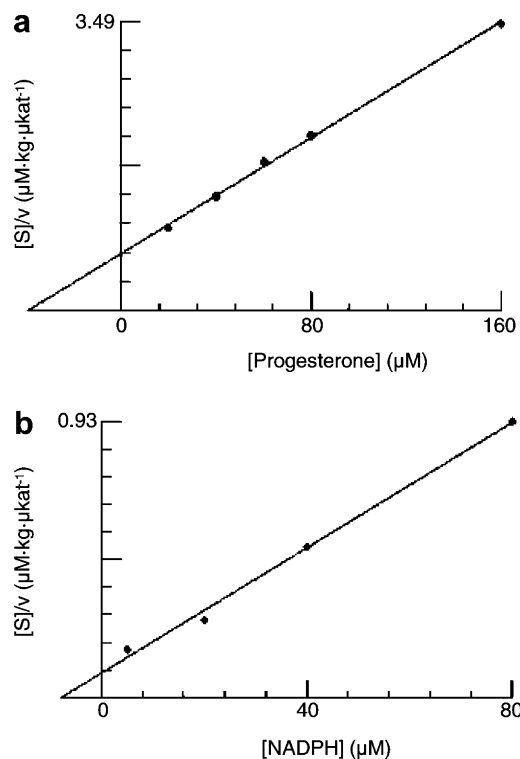 a
3.49
[S]/v (µM·kg·µkat⁻¹)
0 80 160
[Progesterone] (µM)
b
0.93
[S]/v (µM·kg·µkat⁻¹)
0 40 80
[NADPH] (µM)